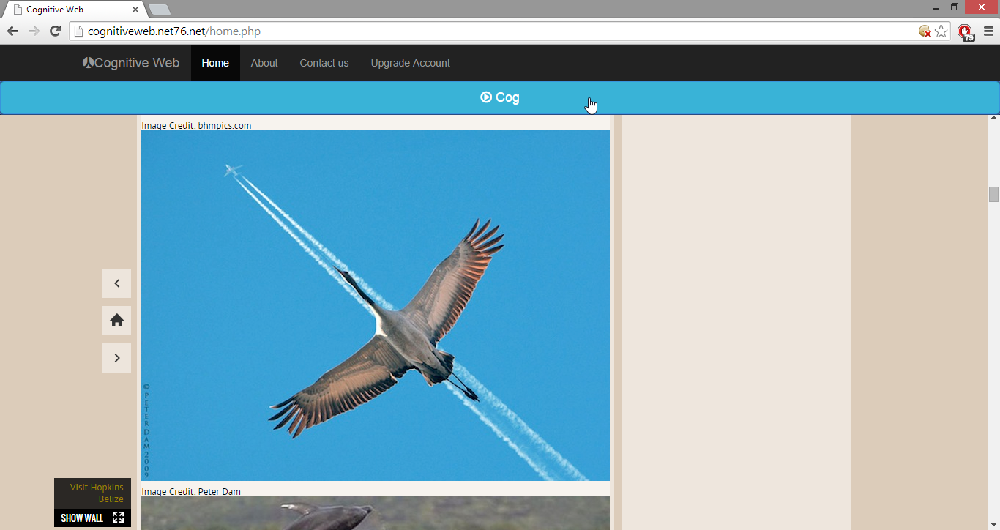 Cognitive Web
cognitiveweb.net76.net/home.php
79
Cognitive Web
Home
About
Contact us
Upgrade Account
Cog
Image Credit: bhmpics.com
© PETER DAM 2009
Image Credit: Peter Dam
Visit Hopkins
Belize
SHOW WALL